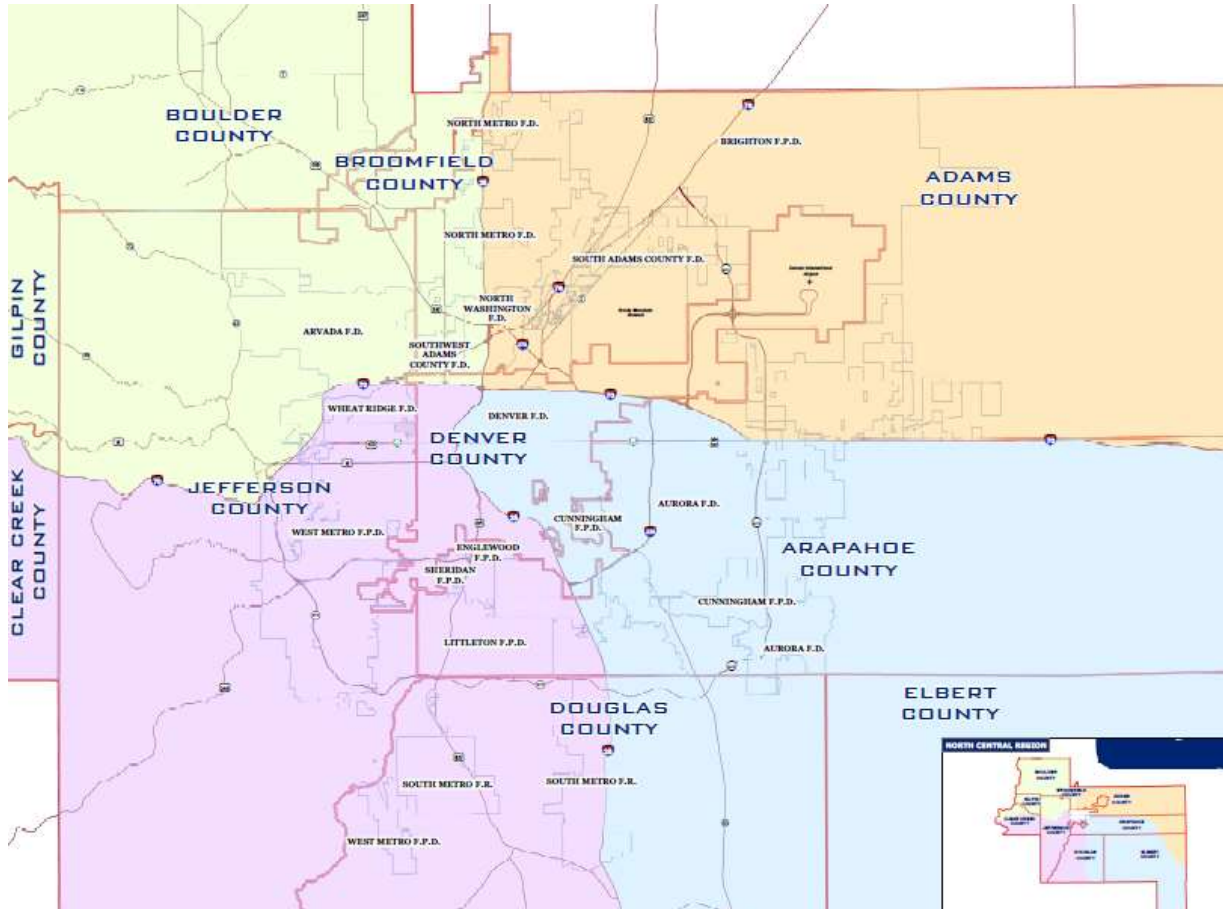 BOULDER
COUNTY
BROOMFIELD
COUNTY
NORTH METRO F.D.
BRIGHTON F.P.D.
ADAMS
COUNTY
NORTH METRO F.D.
SOUTH ADAMS COUNTY F.D.
GILPIN
COUNTY
NORTH
WASHINGTON
F.D.
ARVADA F.D.
SOUTHWEST
ADAMS
COUNTY F.D.
WHEAT RIDGE F.D.
DENVER F.D.
DENVER
COUNTY
CLEAR CREEK
COUNTY
JEFFERSON
COUNTY
WEST METRO F.P.D.
CUNNINGHAM
F.P.D.
AURORA F.D.
ENGLEWOOD
F.P.D.
SHERIDAN
F.P.D.
ARAPAHOE
COUNTY
CUNNINGHAM F.P.D.
LITTLETON F.P.D.
AURORA F.D.
DOUGLAS
COUNTY
ELBERT
COUNTY
SOUTH METRO F.R.
SOUTH METRO F.R.
WEST METRO F.P.D.
NORTH CENTRAL REGION
BOULDER
COUNTY